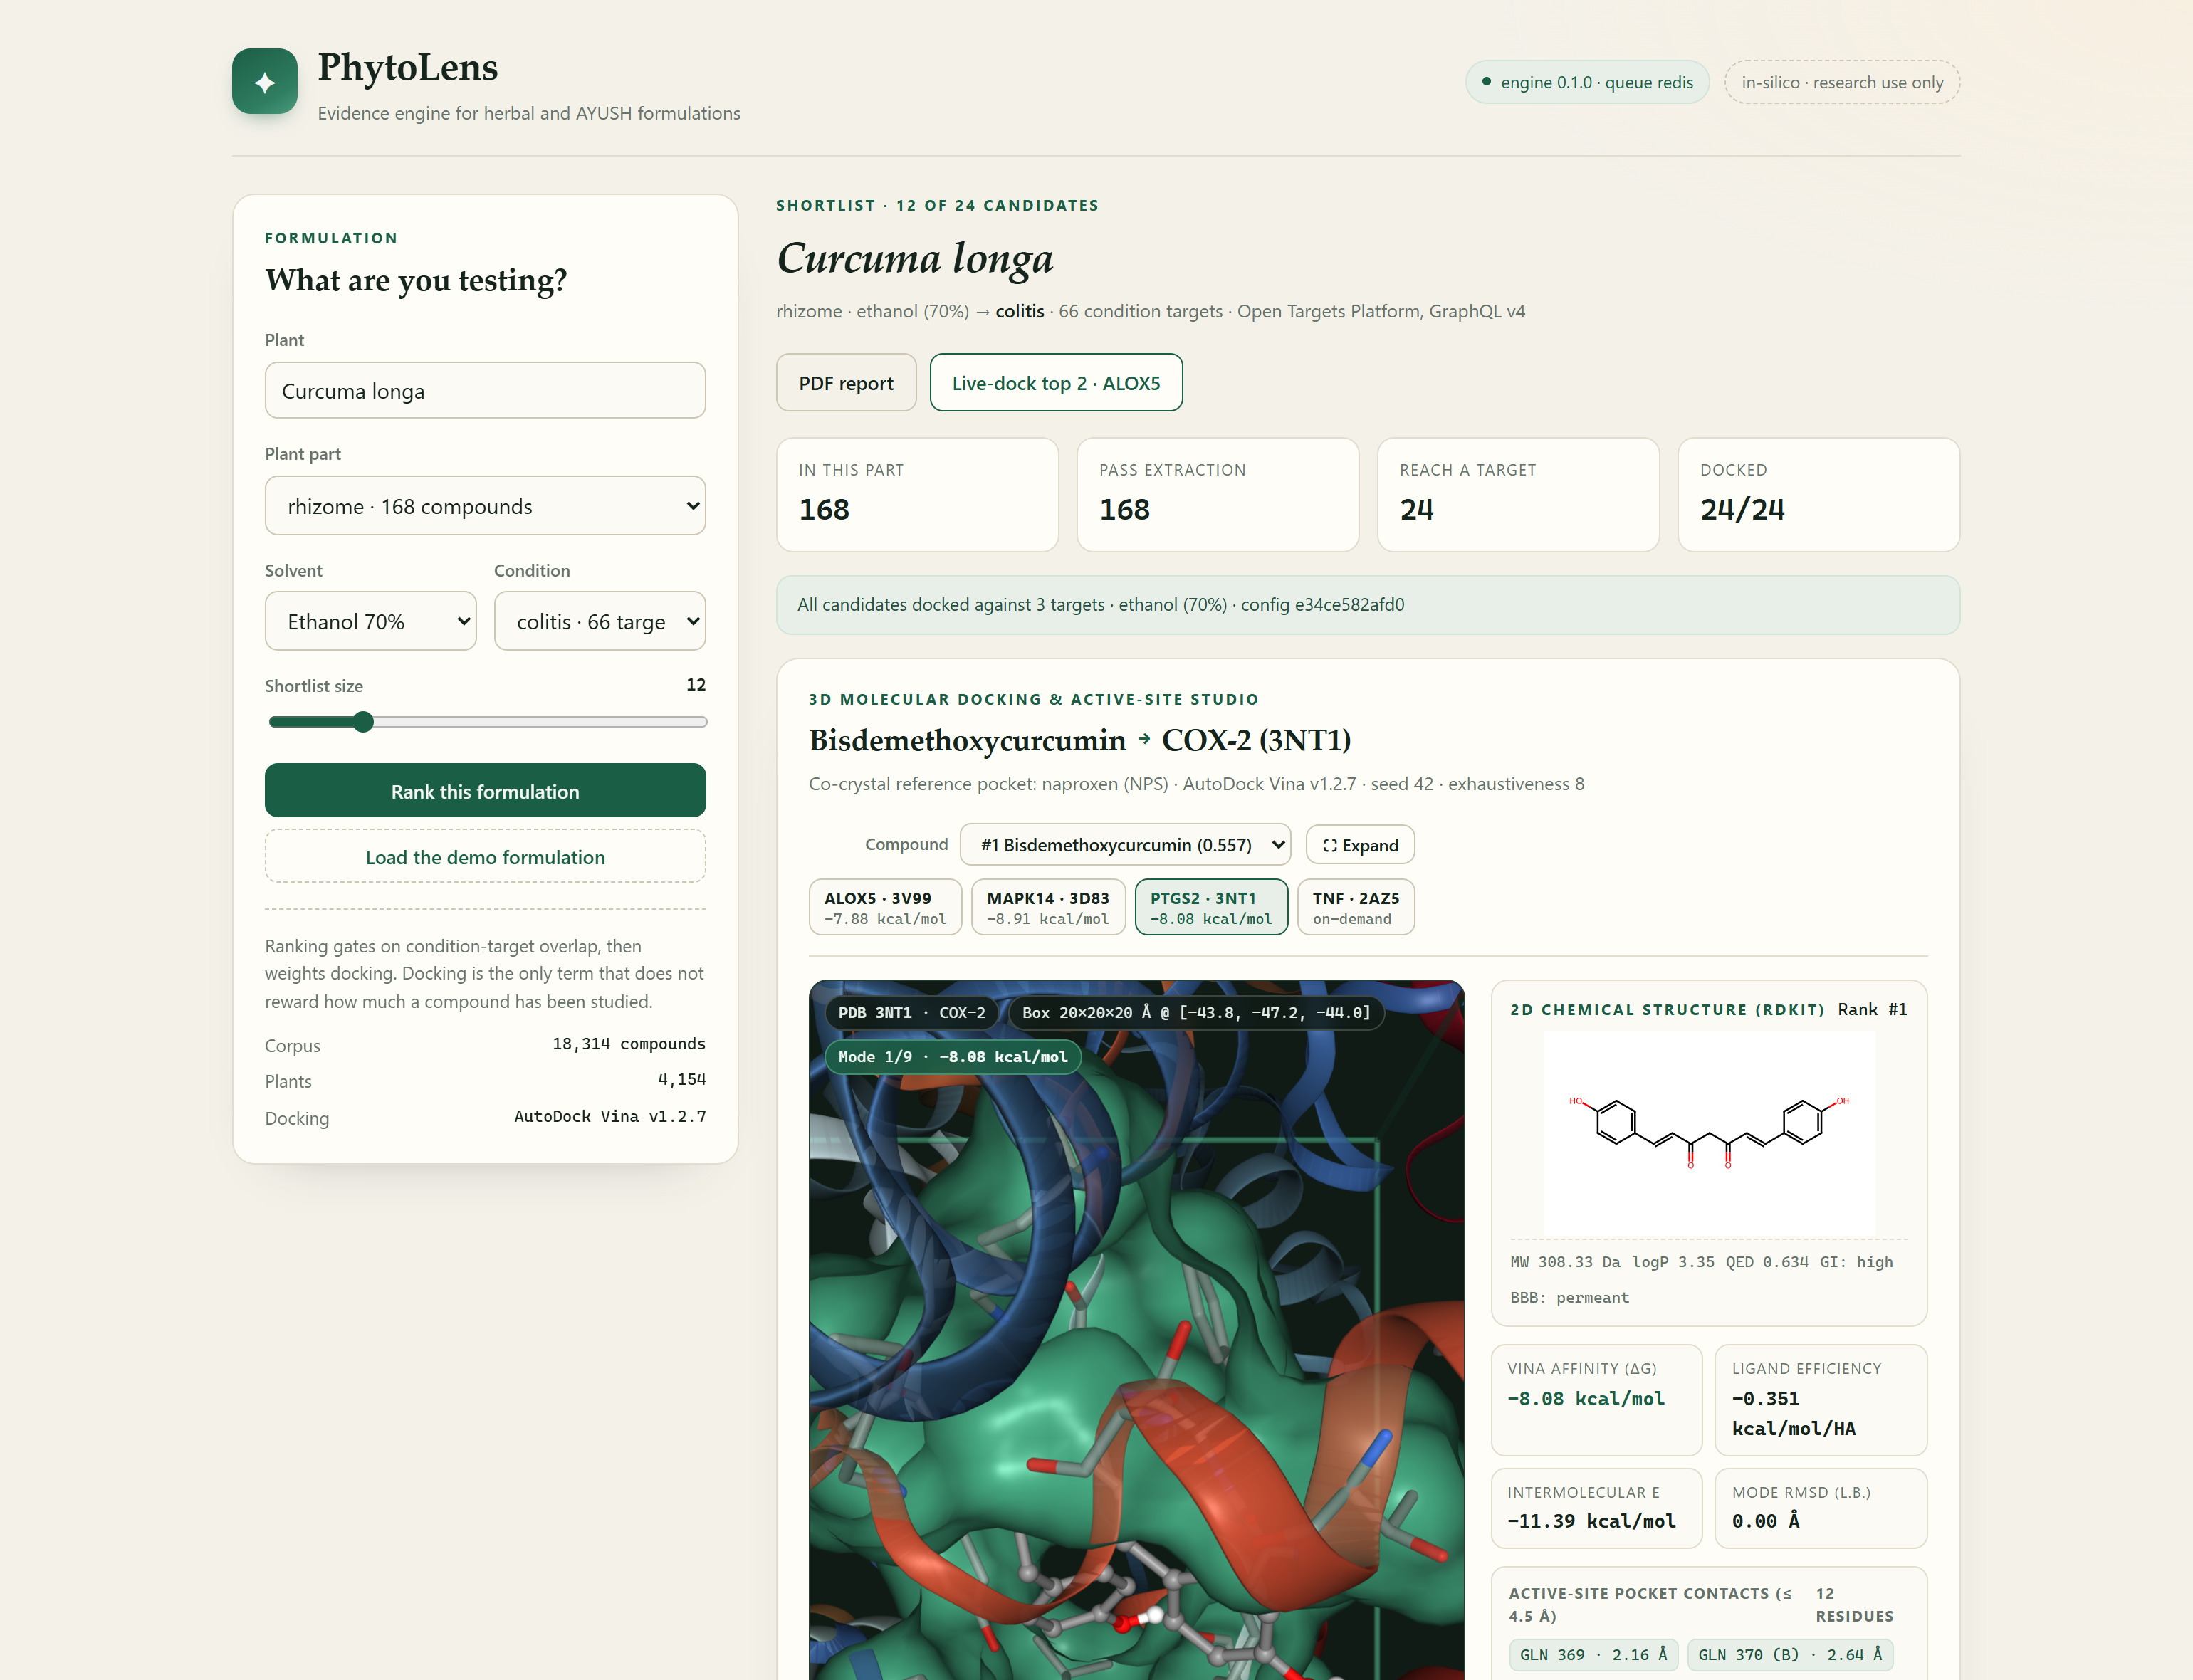 PhytoLens
Evidence engine for herbal and AYUSH formulations
engine 0.1.0 · queue redis
in-silico · research use only
FORMULATION
What are you testing?
Plant
Curcuma longa
Plant part
rhizome · 168 compounds
Solvent
Condition
Ethanol 70%
colitis · 66 targe
Shortlist size
12
Rank this formulation
Load the demo formulation
Ranking gates on condition-target overlap, then
weights docking. Docking is the only term that does not
reward how much a compound has been studied.
Corpus
18,314 compounds
Plants
4,154
Docking
AutoDock Vina v1.2.7
SHORTLIST · 12 OF 24 CANDIDATES
Curcuma longa
rhizome · ethanol (70%) → colitis · 66 condition targets · Open Targets Platform, GraphQL v4
PDF report
Live-dock top 2 · ALOX5
IN THIS PART
168
PASS EXTRACTION
168
REACH A TARGET
24
DOCKED
24/24
All candidates docked against 3 targets · ethanol (70%) · config e34ce582afd0
3D MOLECULAR DOCKING & ACTIVE-SITE STUDIO
Bisdemethoxycurcumin → COX-2 (3NT1)
Co-crystal reference pocket: naproxen (NPS) · AutoDock Vina v1.2.7 · seed 42 · exhaustiveness 8
Compound
#1 Bisdemethoxycurcumin (0.557)
Expand
ALOX5 · 3V99
−7.88 kcal/mol
MAPK14 · 3D83
−8.91 kcal/mol
PTGS2 · 3NT1
−8.08 kcal/mol
TNF · 2AZ5
on-demand
PDB 3NT1 · COX-2
Box 20×20×20 Å @ [−43.8, −47.2, −44.0]
Mode 1/9 · −8.08 kcal/mol
2D CHEMICAL STRUCTURE (RDKIT)
Rank #1
HO
OH
O
O
MW 308.33 Da logP 3.35 QED 0.634 GI: high
BBB: permeant
VINA AFFINITY (ΔG)
−8.08 kcal/mol
LIGAND EFFICIENCY
−0.351
kcal/mol/HA
INTERMOLECULAR E
−11.39 kcal/mol
MODE RMSD (L.B.)
0.00 Å
ACTIVE-SITE POCKET CONTACTS (≤
4.5 Å)
12
RESIDUES
GLN 369 · 2.16 Å
GLN 370 (B) · 2.64 Å